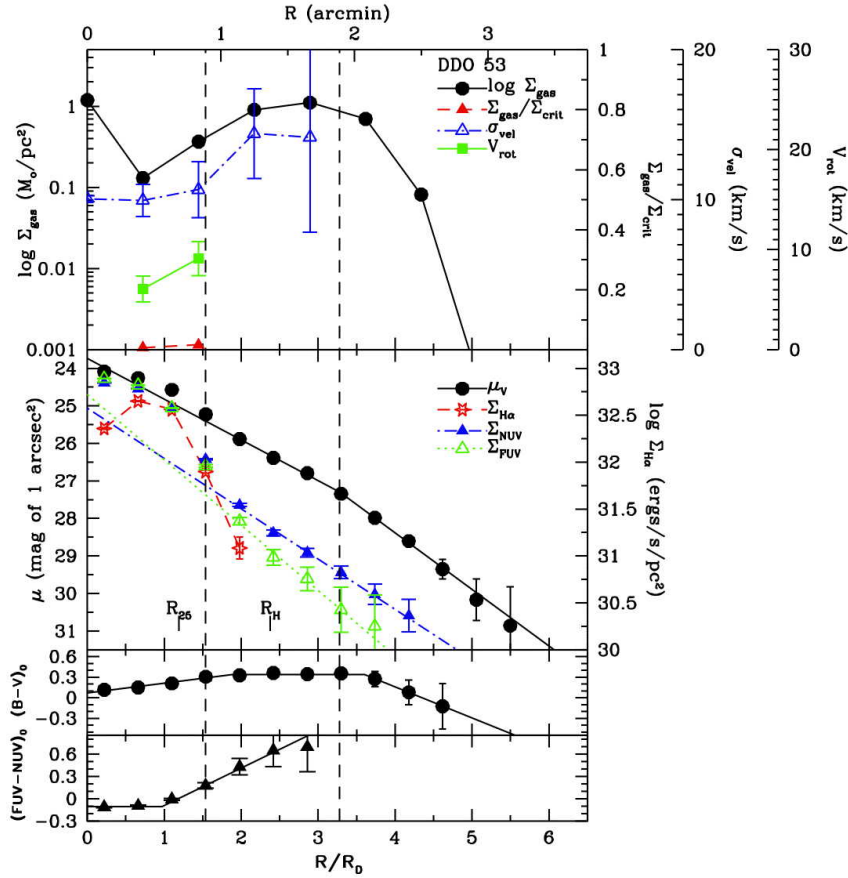 R (arcmin)
0 1 2 3
DDO 53
log Σgas
Σgas/Σcrit
σvel
Vrot
1
0.1
0.01
0.001
log Σgas (M⊙/pc²)
1
0.8
0.6
0.4
0.2
Σgas/Σcrit
20
10
0
σvel (km/s)
30
20
10
0
Vrot (km/s)
24
25
26
27
28
29
30
31
μ (mag of 1 arcsec²)
μV
ΣHα
ΣNUV
ΣFUV
R25
RH
33
32.5
32
31.5
31
30.5
30
log ΣHα (ergs/s/pc²)
0.6
0.3
0
−0.3
(B−V)0
0.6
0.3
0
−0.3
(FUV−NUV)0
0 1 2 3 4 5 6
R/RD